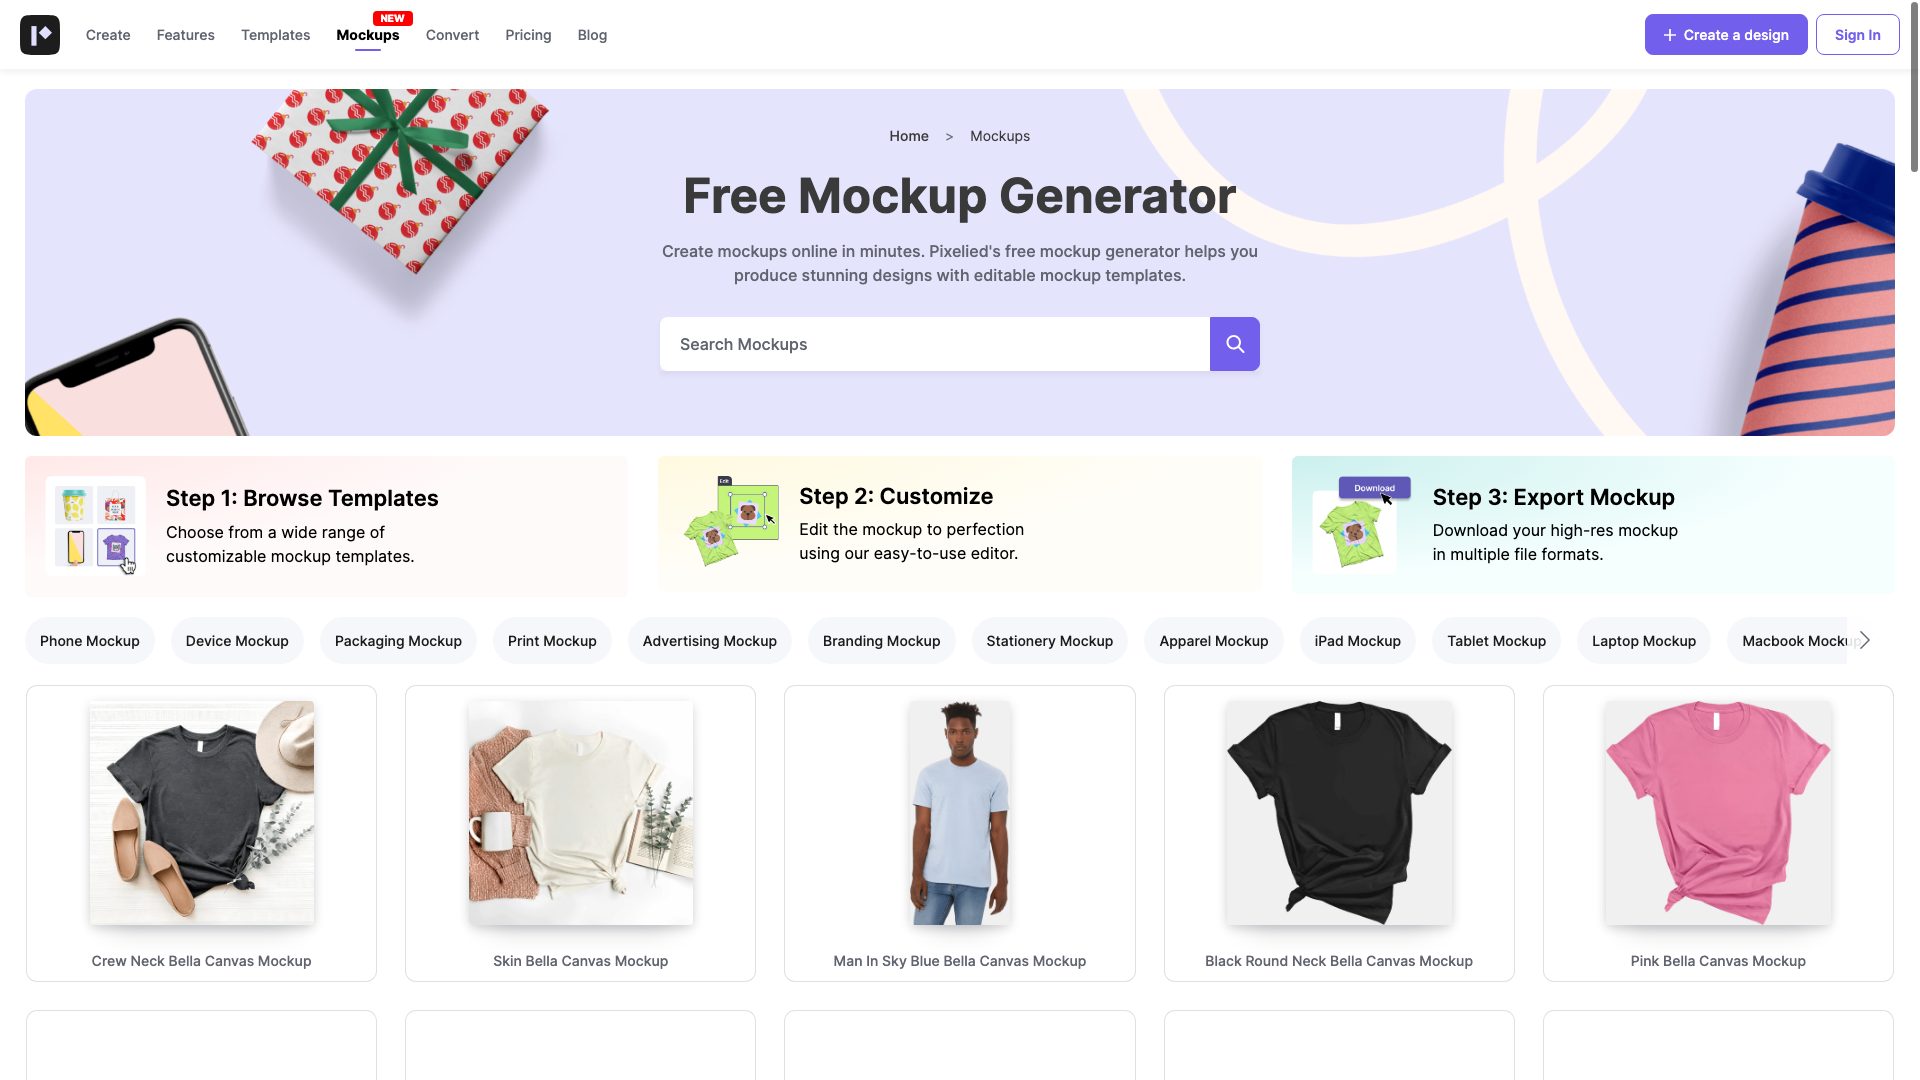 Create
Features
Templates
Mockups
NEW
Convert
Pricing
Blog
+ Create a design
Sign In
Home > Mockups
Free Mockup Generator
Create mockups online in minutes. Pixelied's free mockup generator helps you
produce stunning designs with editable mockup templates.
Search Mockups
Step 1: Browse Templates
Choose from a wide range of
customizable mockup templates.
Edit
Step 2: Customize
Edit the mockup to perfection
using our easy-to-use editor.
Download
Step 3: Export Mockup
Download your high-res mockup
in multiple file formats.
Phone Mockup
Device Mockup
Packaging Mockup
Print Mockup
Advertising Mockup
Branding Mockup
Stationery Mockup
Apparel Mockup
iPad Mockup
Tablet Mockup
Laptop Mockup
Macbook Mockup
Crew Neck Bella Canvas Mockup
Skin Bella Canvas Mockup
Man In Sky Blue Bella Canvas Mockup
Black Round Neck Bella Canvas Mockup
Pink Bella Canvas Mockup